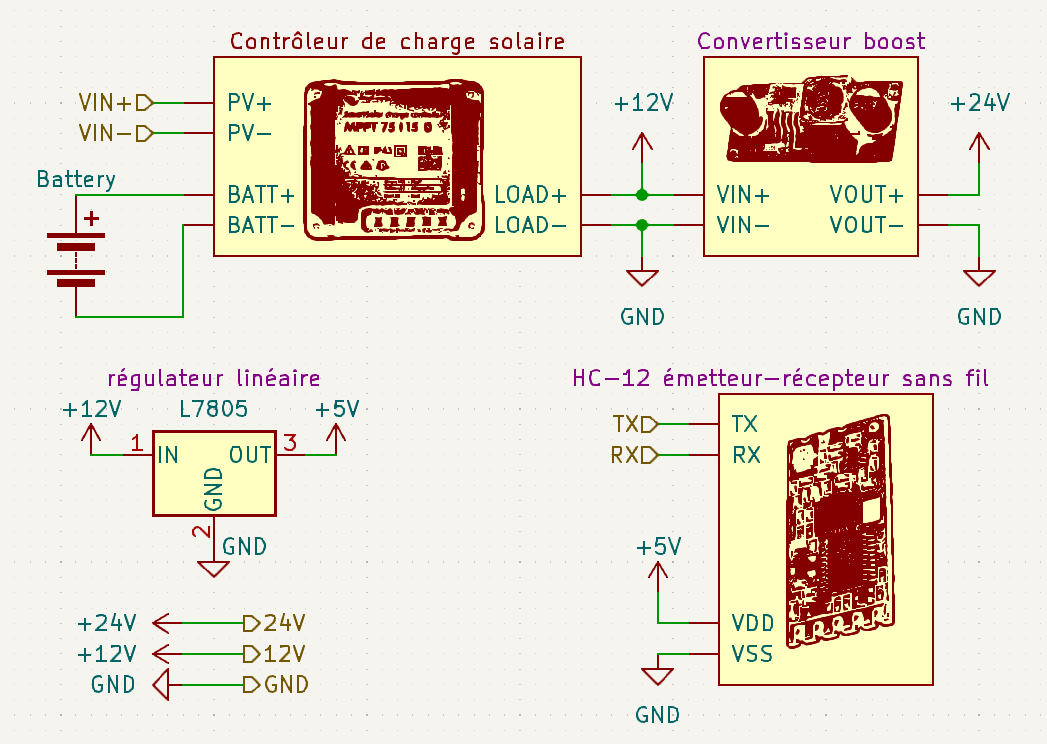 Contrôleur de charge solaire
Convertisseur boost
VIN+
VIN−
PV+
PV−
MPPT 75 | 15
+12V
+24V
Battery
+
BATT+
BATT−
LOAD+
LOAD−
VIN+
VIN−
VOUT+
VOUT−
GND
GND
régulateur linéaire
+12V
L7805
+5V
1
IN
OUT
3
GND
2
GND
+24V
24V
+12V
12V
GND
GND
HC−12 émetteur−récepteur sans fil
TX
TX
RX
RX
+5V
VDD
VSS
GND